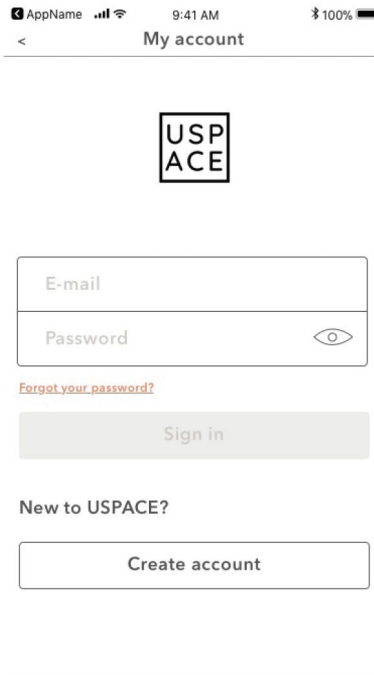 AppName 9:41 AM 100%
< My account
USP
ACE
E-mail
Password
Forgot your password?
Sign in
New to USPACE?
Create account